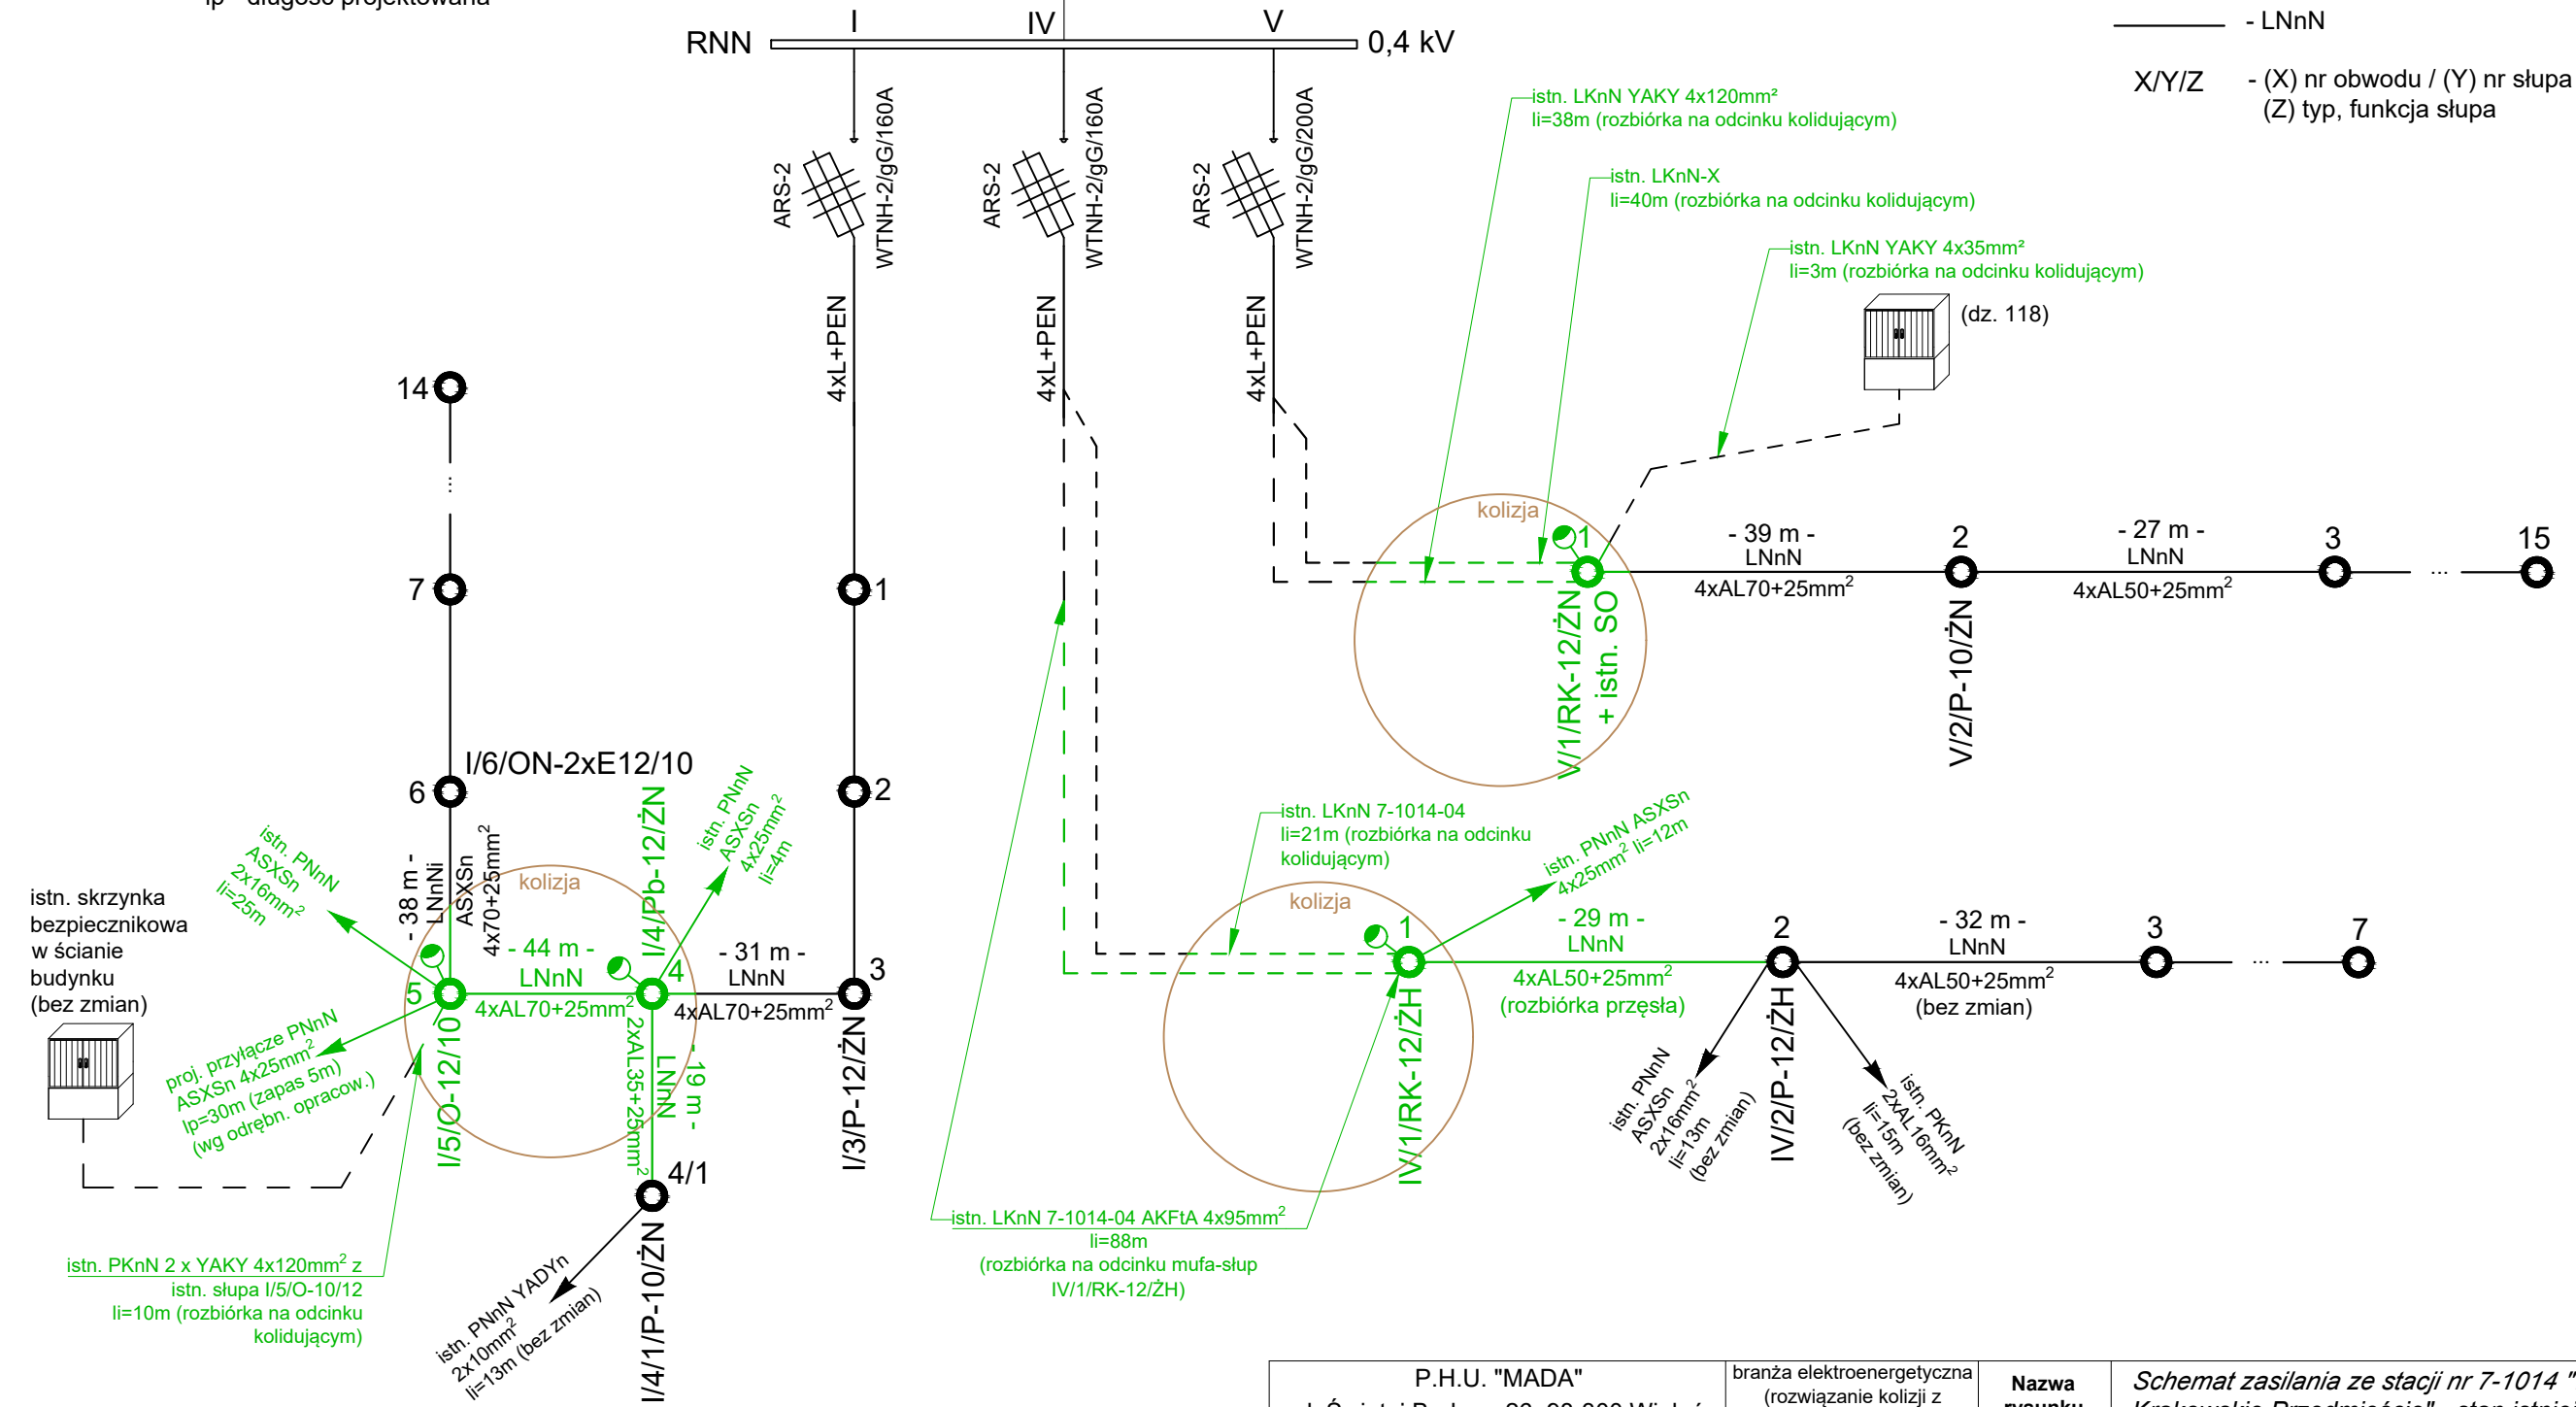 lp - długość projektowana
I
IV
V
RNN
0,4 kV
- LNnN
X/Y/Z
- (X) nr obwodu / (Y) nr słupa
(Z) typ, funkcja słupa
ARS-2
WTNH-2/gG/160A
ARS-2
WTNH-2/gG/160A
ARS-2
WTNH-2/gG/200A
4xL+PEN
4xL+PEN
4xL+PEN
istn. LKnN YAKY 4x120mm²
li=38m (rozbiórka na odcinku kolidującym)
istn. LKnN-X
li=40m (rozbiórka na odcinku kolidującym)
istn. LKnN YAKY 4x35mm²
li=3m (rozbiórka na odcinku kolidującym)
(dz. 118)
14
...
7
6
I/6/ON-2xE12/10
1
2
3
kolizja
1
V/1/RK-12/ŻN
+ istn. SO
- 39 m -
LNnN
4xAL70+25mm²
2
V/2/P-10/ŻN
- 27 m -
LNnN
4xAL50+25mm²
3
...
15
istn. PNnN
ASXSn
2x16mm²
li=25m
- 38 m -
LNnNi
ASXSn
4x70+25mm²
kolizja
I/4/Pb-12/ŻN
istn. PNnN
ASXSn
4x25mm²
li=4m
istn. skrzynka
bezpiecznikowa
w ścianie
budynku
(bez zmian)
5
- 44 m -
LNnN
4xAL70+25mm²
4
- 31 m -
LNnN
4xAL70+25mm²
I/3/P-12/ŻN
proj. przyłącze PNnN
ASXSn 4x25mm²
lp=30m (zapas 5m)
(wg odrębn. opracow.)
I/5/O-12/10
2xAL35+25mm²
LNnN
- 19 m -
4/1
I/4/1/P-10/ŻN
istn. PNnN YADYn
2x10mm²
li=13m (bez zmian)
istn. PKnN 2 x YAKY 4x120mm² z
istn. słupa I/5/O-10/12
li=10m (rozbiórka na odcinku
kolidującym)
istn. LKnN 7-1014-04
li=21m (rozbiórka na odcinku
kolidującym)
kolizja
1
istn. PNnN ASXSn
4x25mm² li=12m
- 29 m -
LNnN
4xAL50+25mm²
(rozbiórka przęsła)
2
- 32 m -
LNnN
4xAL50+25mm²
(bez zmian)
3
...
7
IV/1/RK-12/ŻH
istn. PNnN
ASXSn
2x16mm²
li=13m
(bez zmian)
IV/2/P-12/ŻH
istn. PKnN
2xAL16mm²
li=15m
(bez zmian)
istn. LKnN 7-1014-04 AKFtA 4x95mm²
li=88m
(rozbiórka na odcinku mufa-słup
IV/1/RK-12/ŻH)
P.H.U. "MADA"
branża elektroenergetyczna
(rozwiązanie kolizji z
Nazwa
rysunku
Schemat zasilania ze stacji nr 7-1014 "